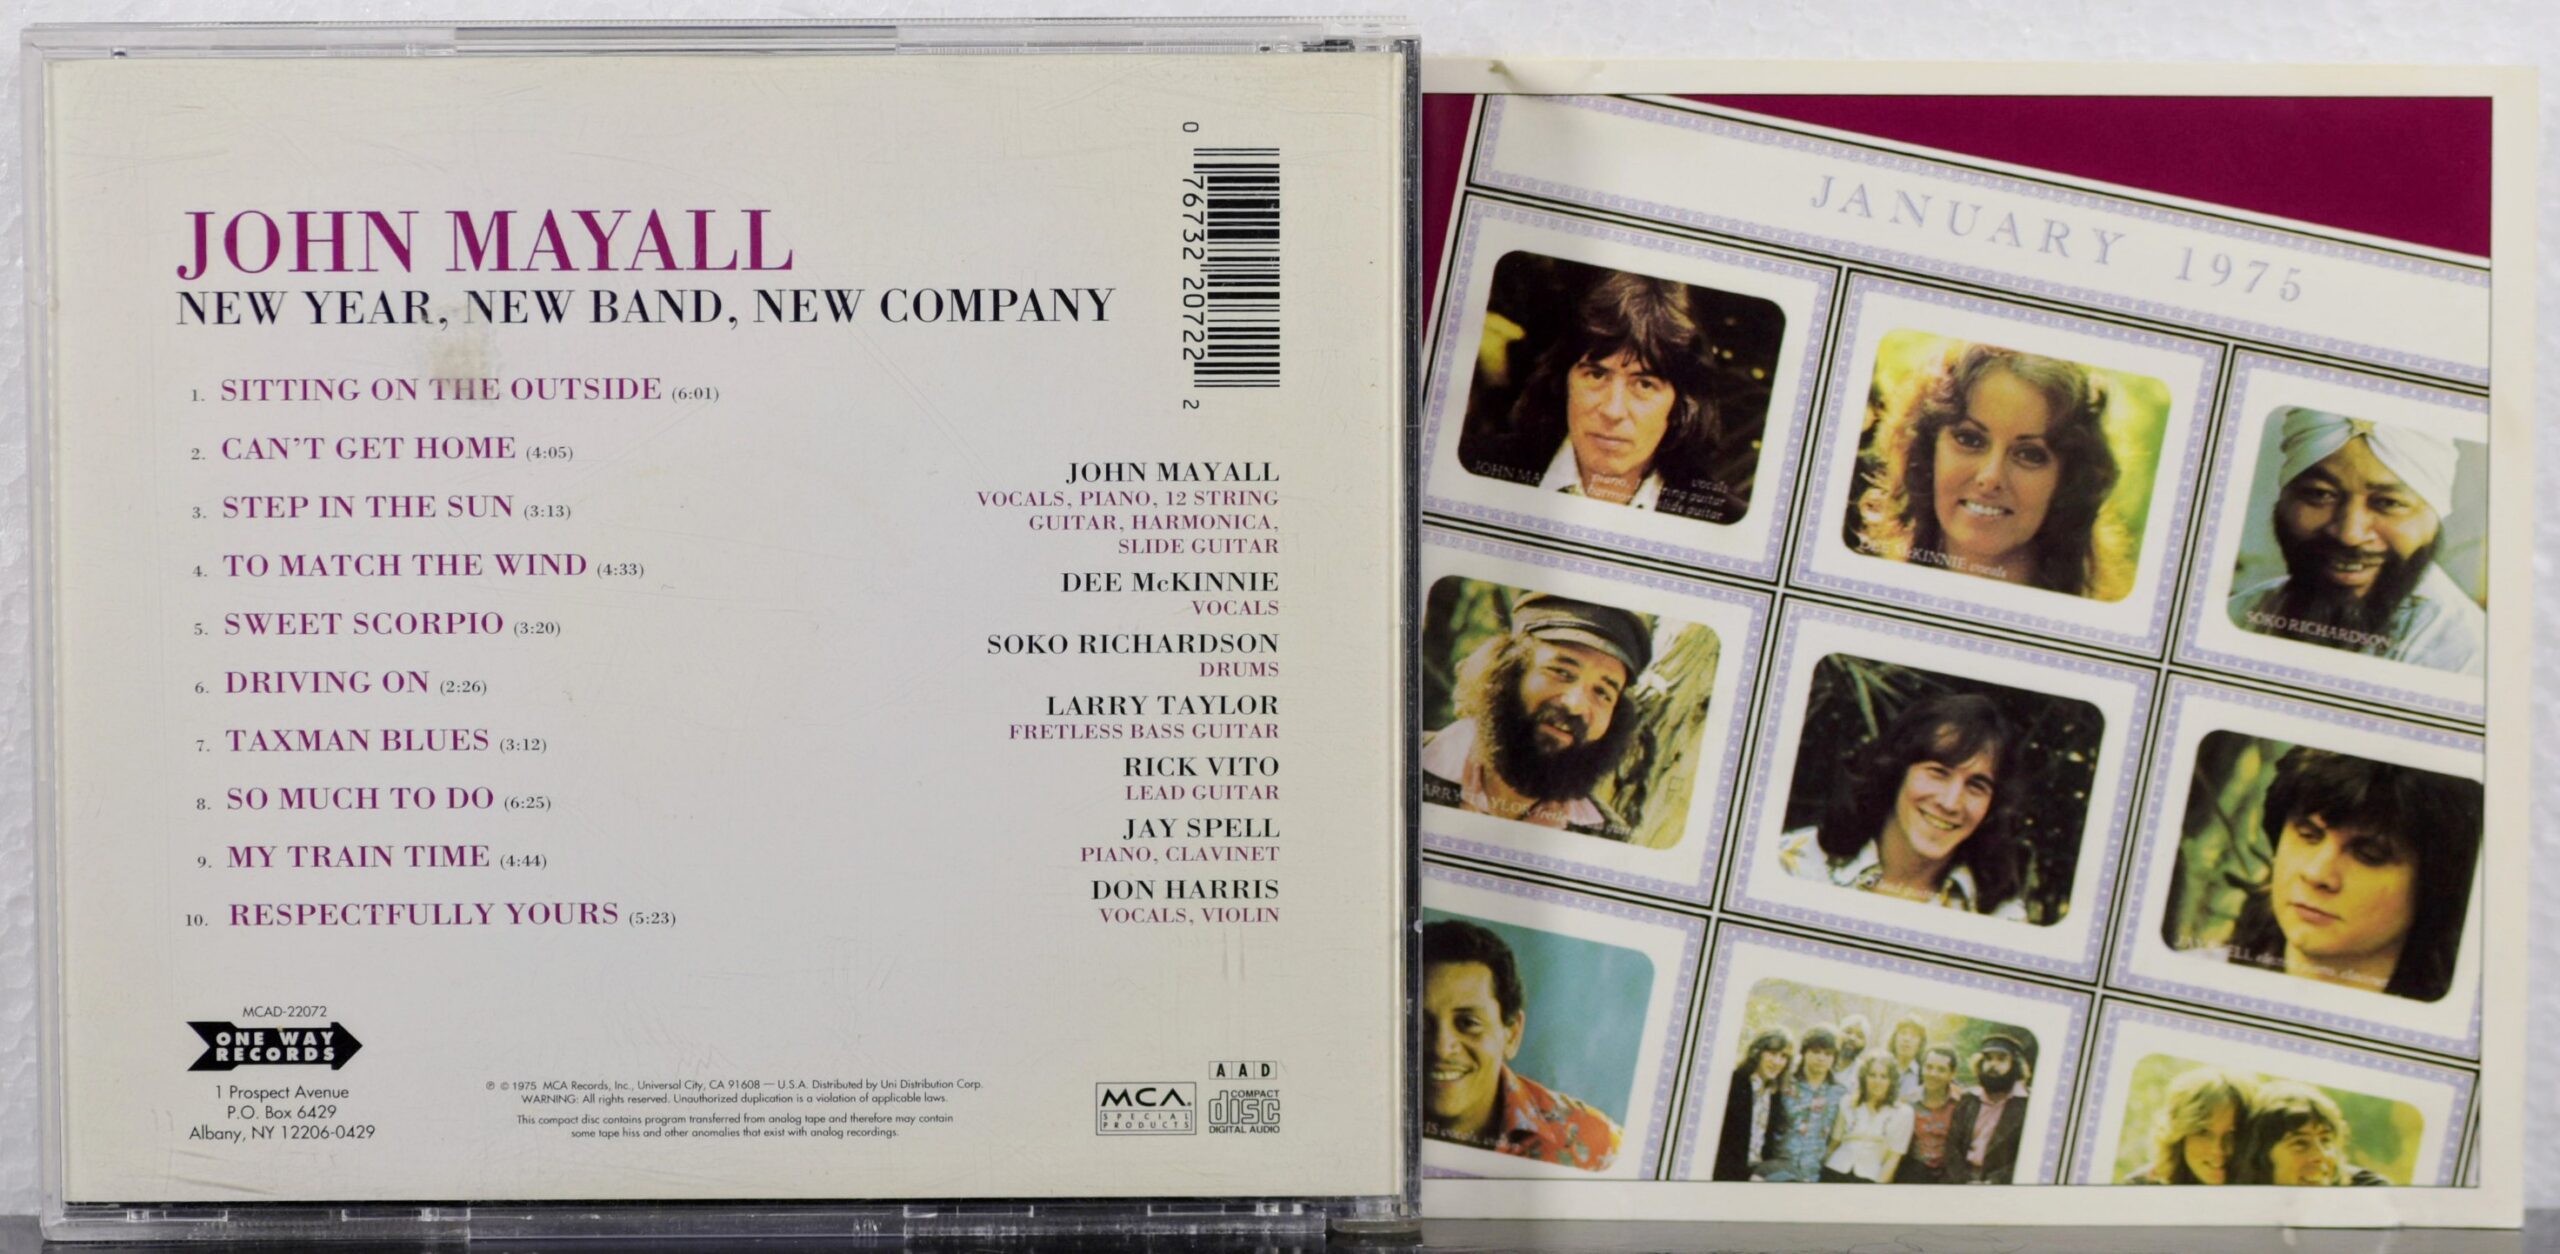 JOHN MAYALL
NEW YEAR, NEW BAND, NEW COMPANY
1. SITTING ON THE OUTSIDE (6:01)
2. CAN'T GET HOME (4:05)
3. STEP IN THE SUN (3:13)
4. TO MATCH THE WIND (4:33)
5. SWEET SCORPIO (3:20)
6. DRIVING ON (2:26)
7. TAXMAN BLUES (3:12)
8. SO MUCH TO DO (6:25)
9. MY TRAIN TIME (4:44)
10. RESPECTFULLY YOURS (5:23)
0 76732 20722 2
JOHN MAYALL
VOCALS, PIANO, 12 STRING
GUITAR, HARMONICA,
SLIDE GUITAR
DEE McKINNIE
VOCALS
SOKO RICHARDSON
DRUMS
LARRY TAYLOR
FRETLESS BASS GUITAR
RICK VITO
LEAD GUITAR
JAY SPELL
PIANO, CLAVINET
DON HARRIS
VOCALS, VIOLIN
MCAD-22072
ONE WAY
RECORDS
1 Prospect Avenue
P.O. Box 6429
Albany, NY 12206-0429
℗ © 1975 MCA Records, Inc., Universal City, CA 91608 — U.S.A. Distributed by Uni Distribution Corp.
WARNING: All rights reserved. Unauthorized duplication is a violation of applicable laws.
This compact disc contains program transferred from analog tape and therefore may contain
some tape hiss and other anomalies that exist with analog recordings.
MCA
SPECIAL
PRODUCTS
AAD
COMPACT
disc
DIGITAL AUDIO
JANUARY 1975
JOHN MA
piano, vocals
slide guitar
DEE McKINNIE vocals
SOKO RICHARDSON